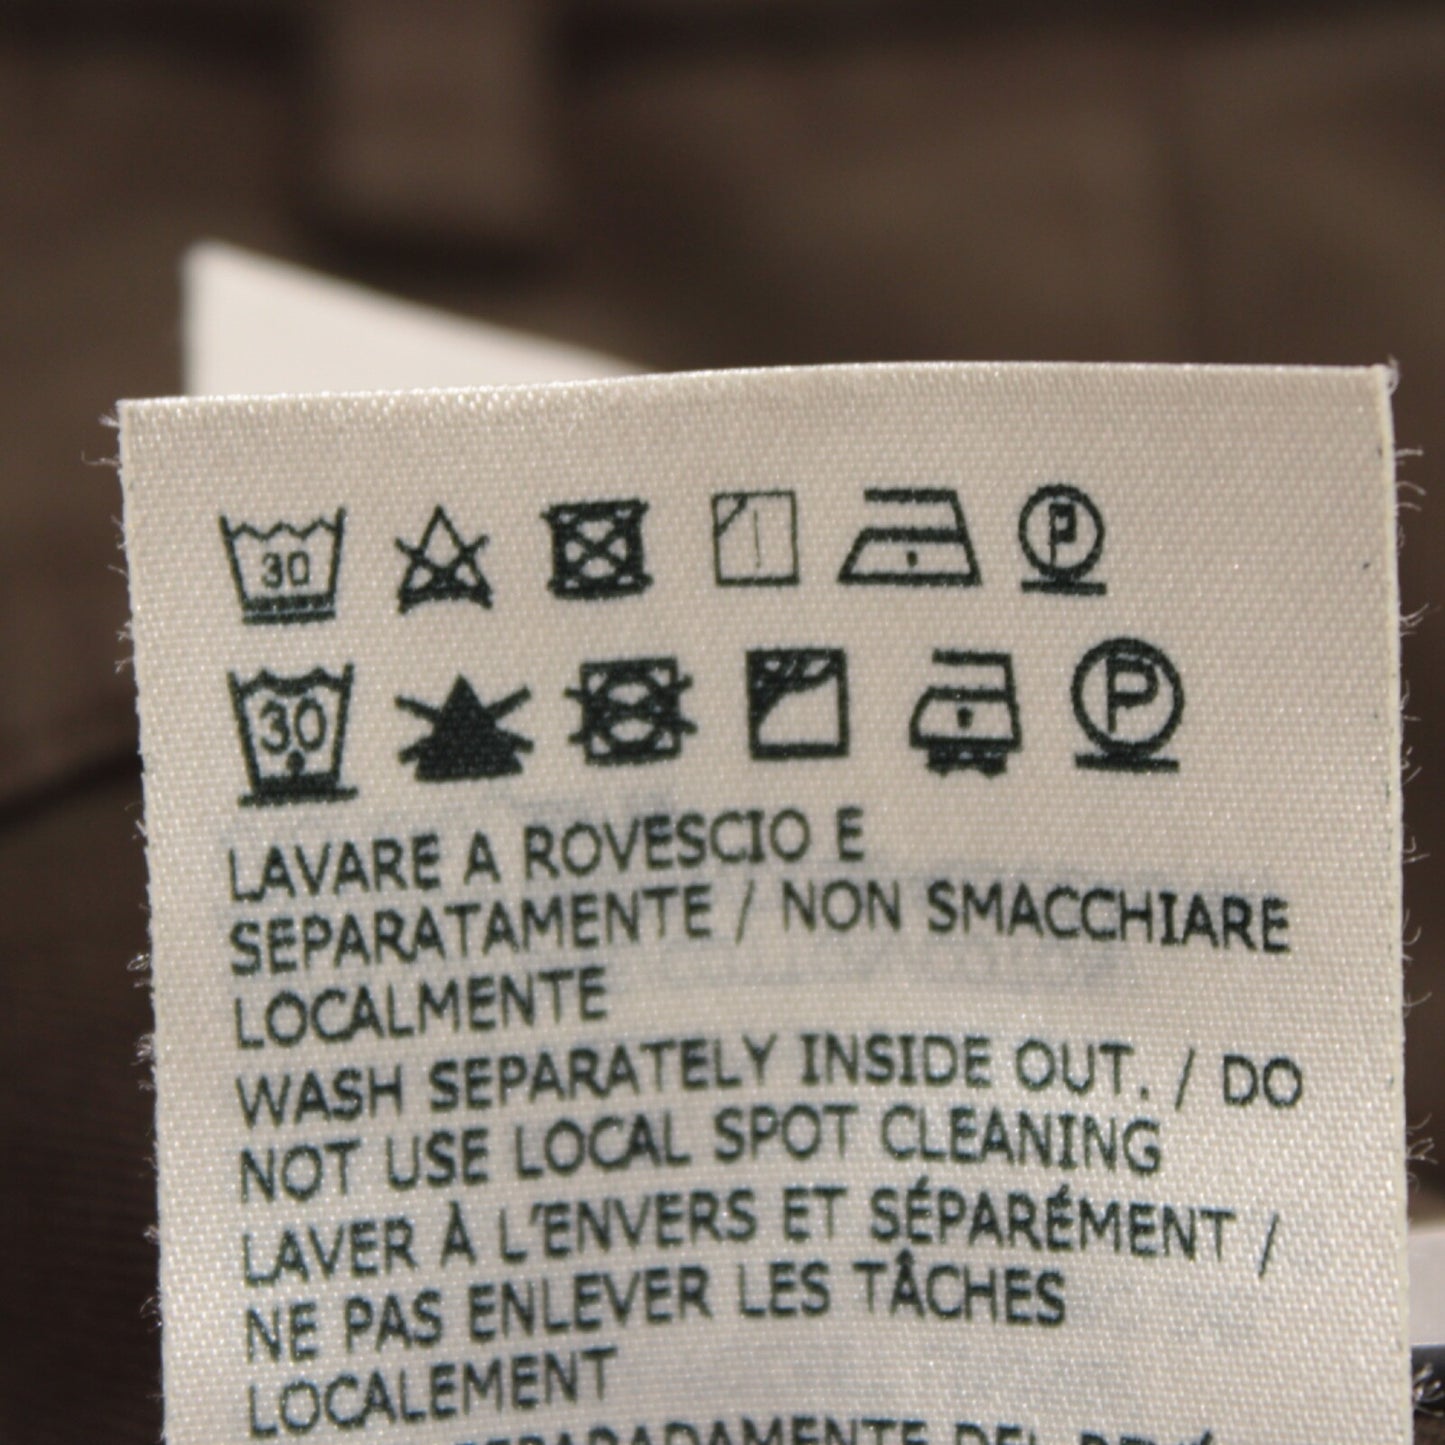 30 P
30 P
LAVARE A ROVESCIO E
SEPARATAMENTE / NON SMACCHIARE
LOCALMENTE
WASH SEPARATELY INSIDE OUT. / DO
NOT USE LOCAL SPOT CLEANING
LAVER À L'ENVERS ET SÉPARÉMENT /
NE PAS ENLEVER LES TÂCHES
LOCALEMENT